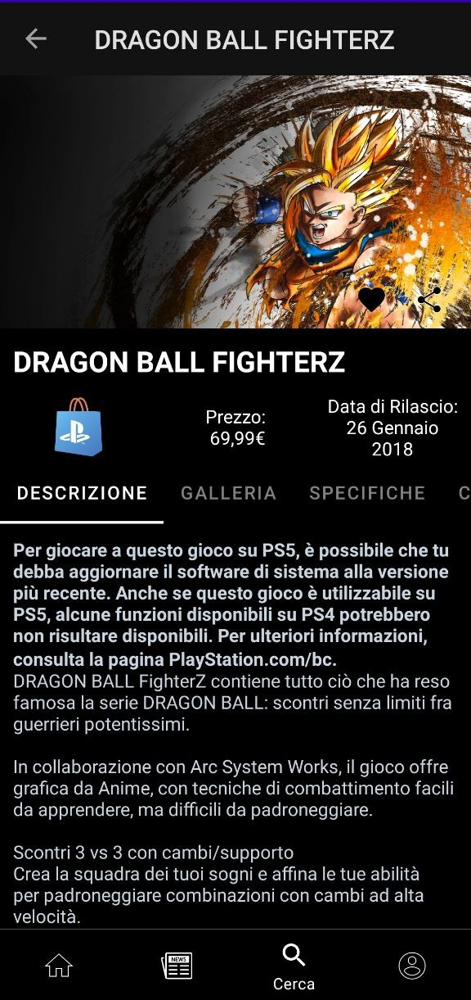 DRAGON BALL FIGHTERZ
DRAGON BALL FIGHTERZ
Prezzo:
69,99€
Data di Rilascio:
26 Gennaio
2018
DESCRIZIONE GALLERIA SPECIFICHE C
Per giocare a questo gioco su PS5, è possibile che tu
debba aggiornare il software di sistema alla versione
più recente. Anche se questo gioco è utilizzabile su
PS5, alcune funzioni disponibili su PS4 potrebbero
non risultare disponibili. Per ulteriori informazioni,
consulta la pagina PlayStation.com/bc.
DRAGON BALL FighterZ contiene tutto ciò che ha reso
famosa la serie DRAGON BALL: scontri senza limiti fra
guerrieri potentissimi.
In collaborazione con Arc System Works, il gioco offre
grafica da Anime, con tecniche di combattimento facili
da apprendere, ma difficili da padroneggiare.
Scontri 3 vs 3 con cambi/supporto
Crea la squadra dei tuoi sogni e affina le tue abilità
per padroneggiare combinazioni con cambi ad alta
velocità.
NEWS
Cerca